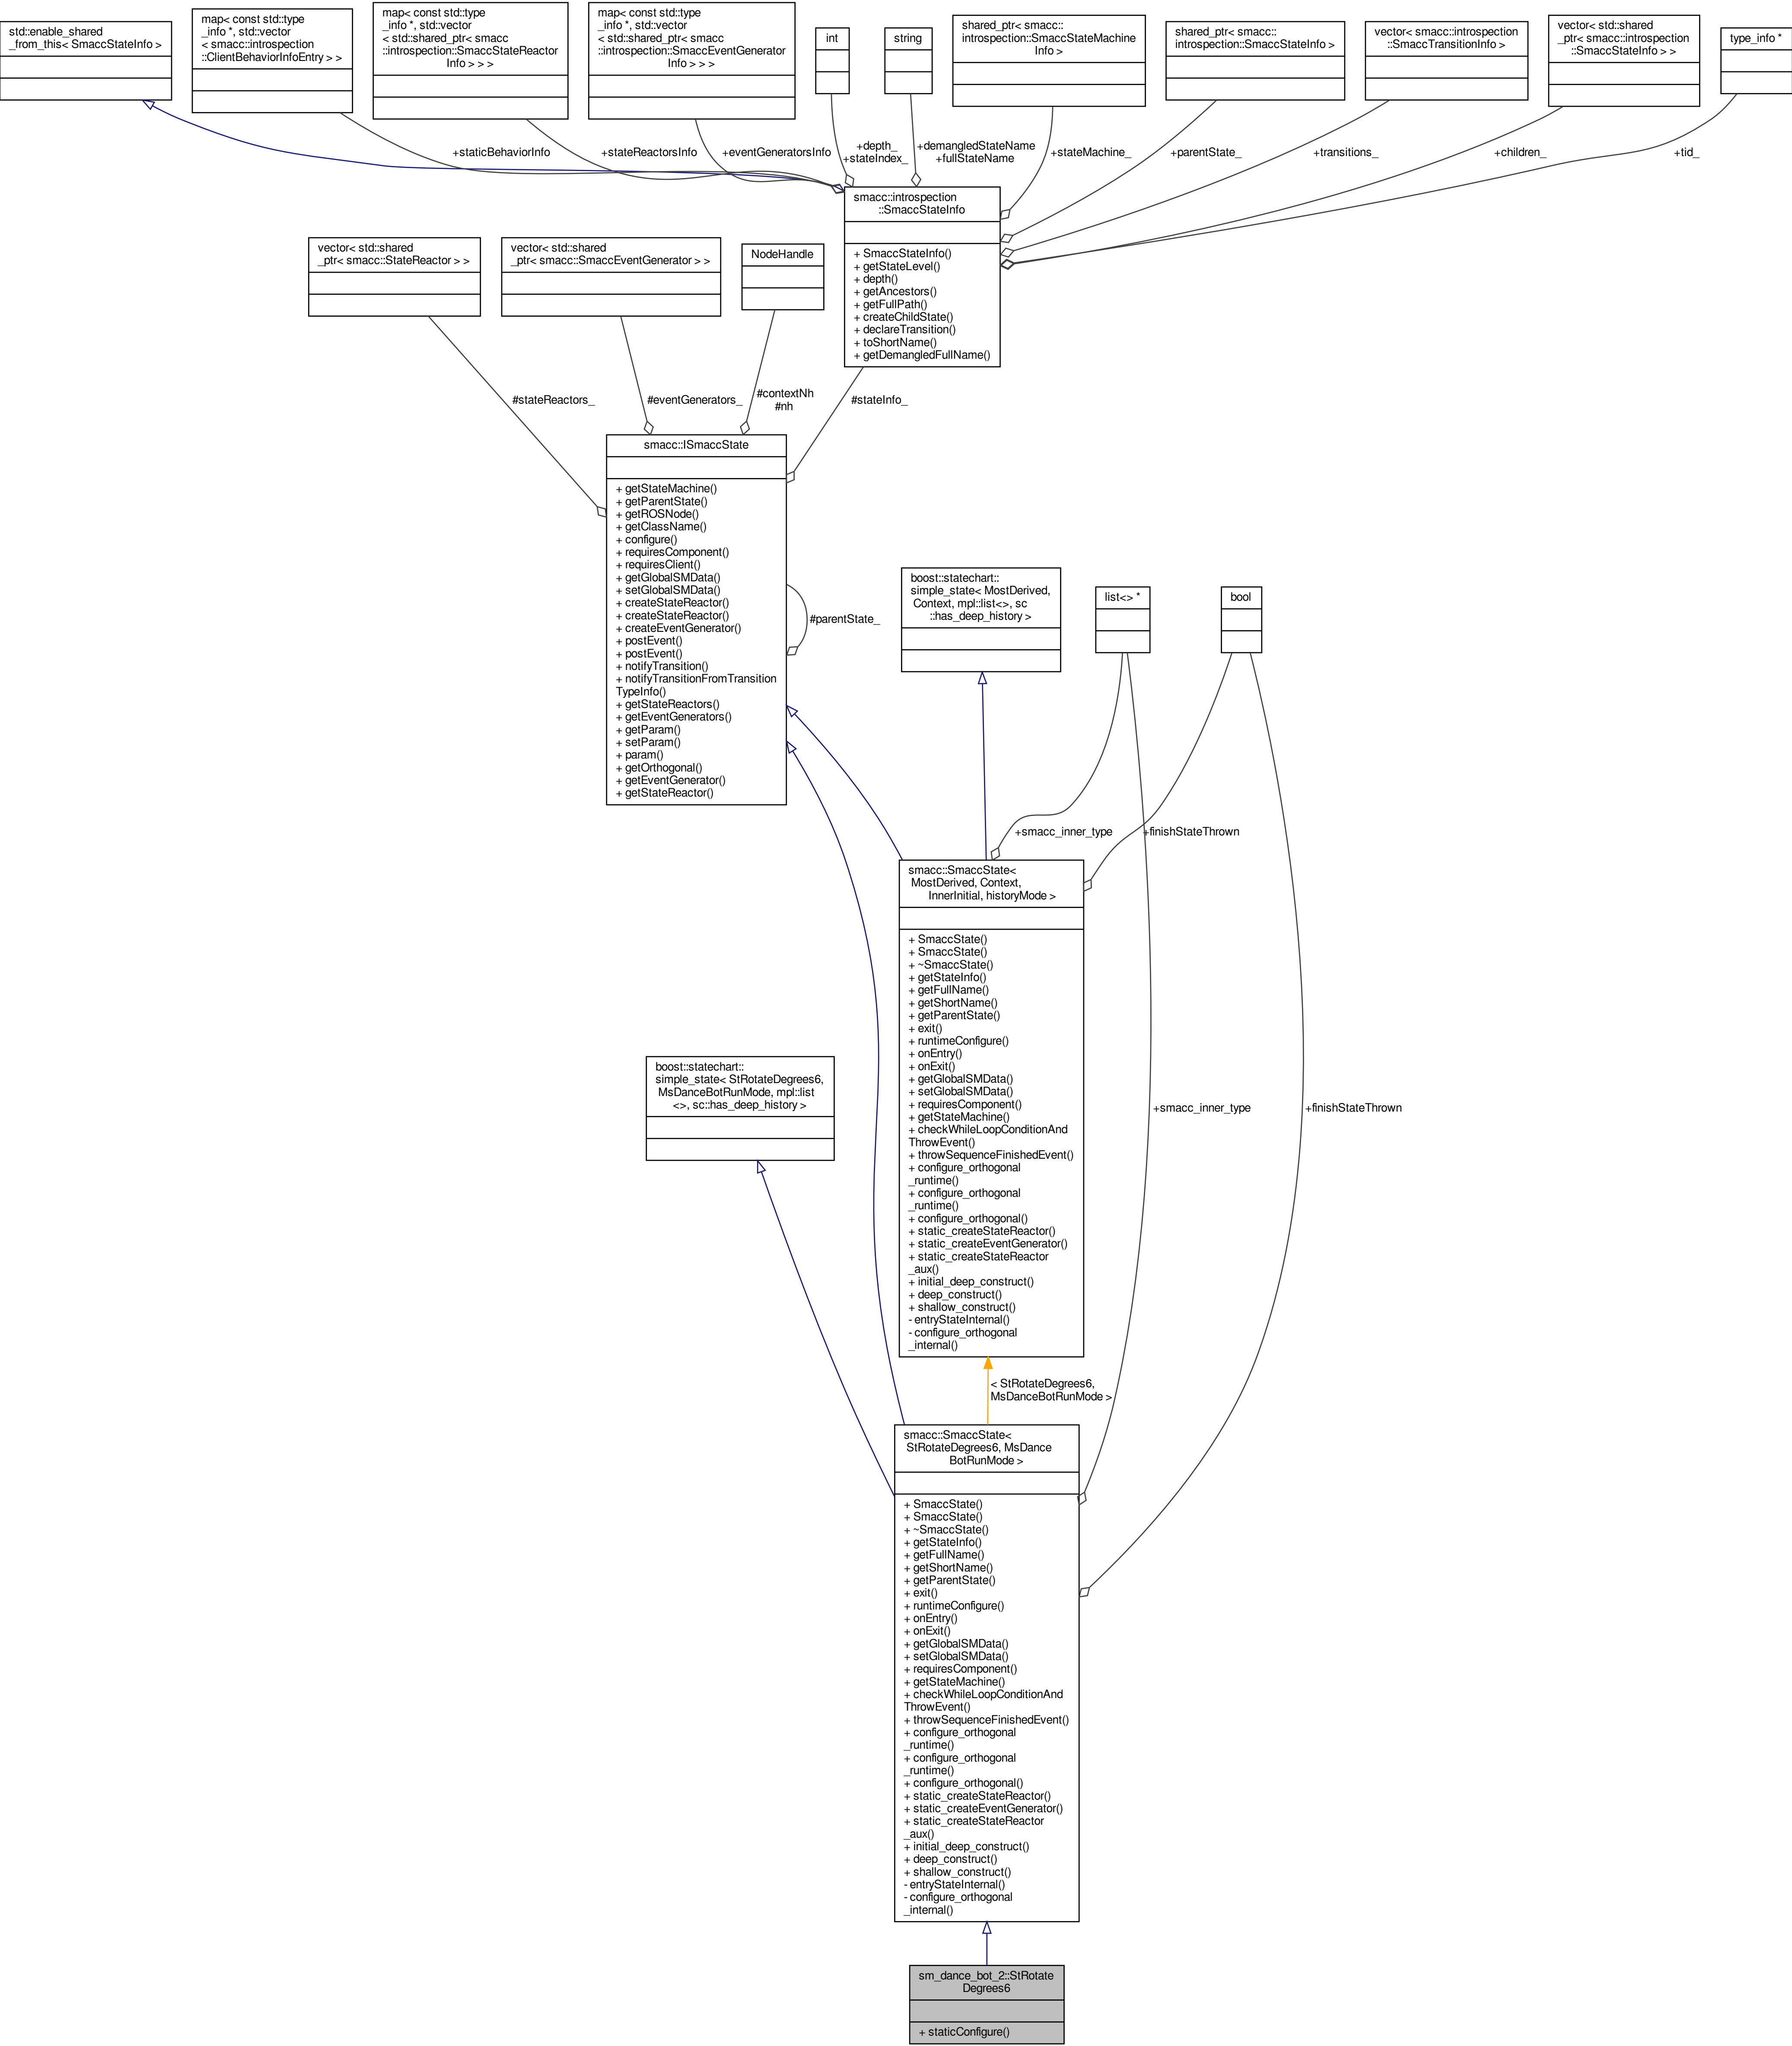 std::enable_shared
_from_this< SmaccStateInfo >
map< const std::type
_info *, std::vector
< smacc::introspection
::ClientBehaviorInfoEntry > >
map< const std::type
_info *, std::vector
< std::shared_ptr< smacc
::introspection::SmaccStateReactor
Info > > >
map< const std::type
_info *, std::vector
< std::shared_ptr< smacc
::introspection::SmaccEventGenerator
Info > > >
int
string
shared_ptr< smacc::
introspection::SmaccStateMachine
Info >
shared_ptr< smacc::
introspection::SmaccStateInfo >
vector< smacc::introspection
::SmaccTransitionInfo >
vector< std::shared
_ptr< smacc::introspection
::SmaccStateInfo > >
type_info *
+staticBehaviorInfo
+stateReactorsInfo
+eventGeneratorsInfo
+depth_
+stateIndex_
+demangledStateName
+fullStateName
+stateMachine_
+parentState_
+transitions_
+children_
+tid_
smacc::introspection
::SmaccStateInfo
+ SmaccStateInfo()
+ getStateLevel()
+ depth()
+ getAncestors()
+ getFullPath()
+ createChildState()
+ declareTransition()
+ toShortName()
+ getDemangledFullName()
vector< std::shared
_ptr< smacc::StateReactor > >
vector< std::shared
_ptr< smacc::SmaccEventGenerator > >
NodeHandle
#stateReactors_
#eventGenerators_
#contextNh
#nh
#stateInfo_
smacc::ISmaccState
+ getStateMachine()
+ getParentState()
+ getROSNode()
+ getClassName()
+ configure()
+ requiresComponent()
+ requiresClient()
+ getGlobalSMData()
+ setGlobalSMData()
+ createStateReactor()
+ createStateReactor()
+ createEventGenerator()
+ postEvent()
+ postEvent()
+ notifyTransition()
+ notifyTransitionFromTransition
TypeInfo()
+ getStateReactors()
+ getEventGenerators()
+ getParam()
+ setParam()
+ param()
+ getOrthogonal()
+ getEventGenerator()
+ getStateReactor()
#parentState_
boost::statechart::
simple_state< MostDerived,
Context, mpl::list<>, sc
::has_deep_history >
list<> *
bool
+smacc_inner_type
+finishStateThrown
smacc::SmaccState<
MostDerived, Context,
InnerInitial, historyMode >
+ SmaccState()
+ SmaccState()
+ ~SmaccState()
+ getStateInfo()
+ getFullName()
+ getShortName()
+ getParentState()
+ exit()
+ runtimeConfigure()
+ onEntry()
+ onExit()
+ getGlobalSMData()
+ setGlobalSMData()
+ requiresComponent()
+ getStateMachine()
+ checkWhileLoopConditionAnd
ThrowEvent()
+ throwSequenceFinishedEvent()
+ configure_orthogonal
_runtime()
+ configure_orthogonal
_runtime()
+ configure_orthogonal()
+ static_createStateReactor()
+ static_createEventGenerator()
+ static_createStateReactor
_aux()
+ initial_deep_construct()
+ deep_construct()
+ shallow_construct()
- entryStateInternal()
- configure_orthogonal
_internal()
boost::statechart::
simple_state< StRotateDegrees6,
MsDanceBotRunMode, mpl::list
<>, sc::has_deep_history >
+smacc_inner_type
+finishStateThrown
< StRotateDegrees6,
MsDanceBotRunMode >
smacc::SmaccState<
StRotateDegrees6, MsDance
BotRunMode >
+ SmaccState()
+ SmaccState()
+ ~SmaccState()
+ getStateInfo()
+ getFullName()
+ getShortName()
+ getParentState()
+ exit()
+ runtimeConfigure()
+ onEntry()
+ onExit()
+ getGlobalSMData()
+ setGlobalSMData()
+ requiresComponent()
+ getStateMachine()
+ checkWhileLoopConditionAnd
ThrowEvent()
+ throwSequenceFinishedEvent()
+ configure_orthogonal
_runtime()
+ configure_orthogonal
_runtime()
+ configure_orthogonal()
+ static_createStateReactor()
+ static_createEventGenerator()
+ static_createStateReactor
_aux()
+ initial_deep_construct()
+ deep_construct()
+ shallow_construct()
- entryStateInternal()
- configure_orthogonal
_internal()
sm_dance_bot_2::StRotate
Degrees6
+ staticConfigure()